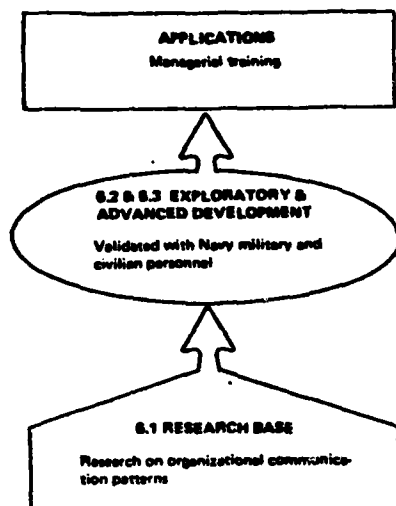 APPLICATIONS
Managerial training
6.2 & 6.3 EXPLORATORY &
ADVANCED DEVELOPMENT
Validated with Navy military and
civilian personnel
6.1 RESEARCH BASE
Research on organizational communica-
tion patterns